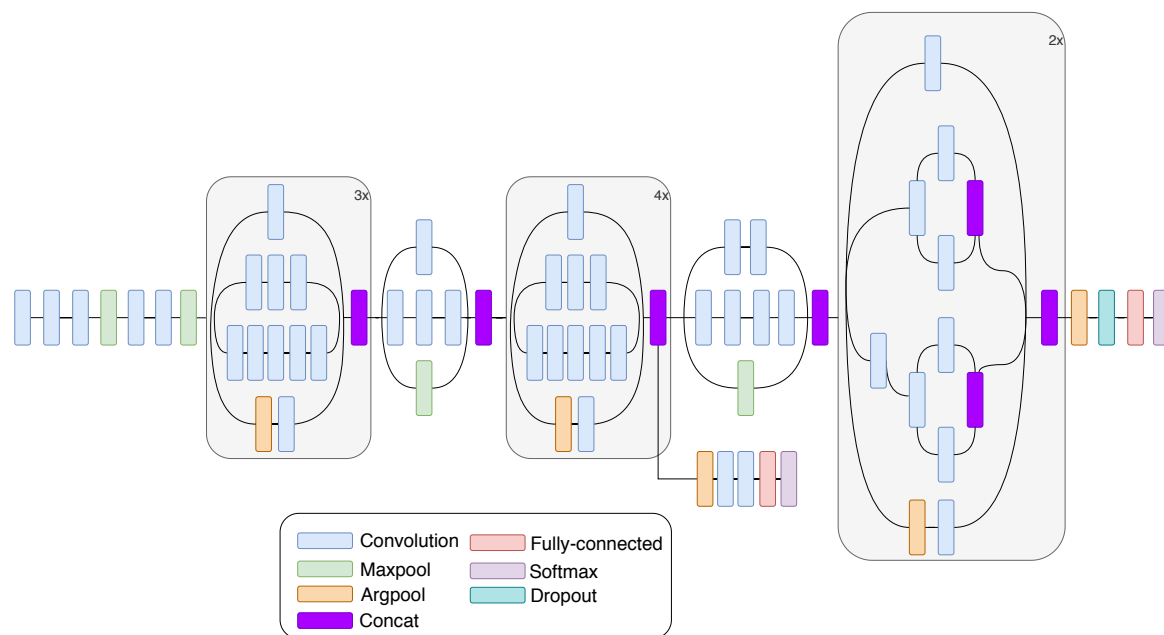 2x
3x
4x
Convolution
Fully-connected
Maxpool
Softmax
Argpool
Dropout
Concat